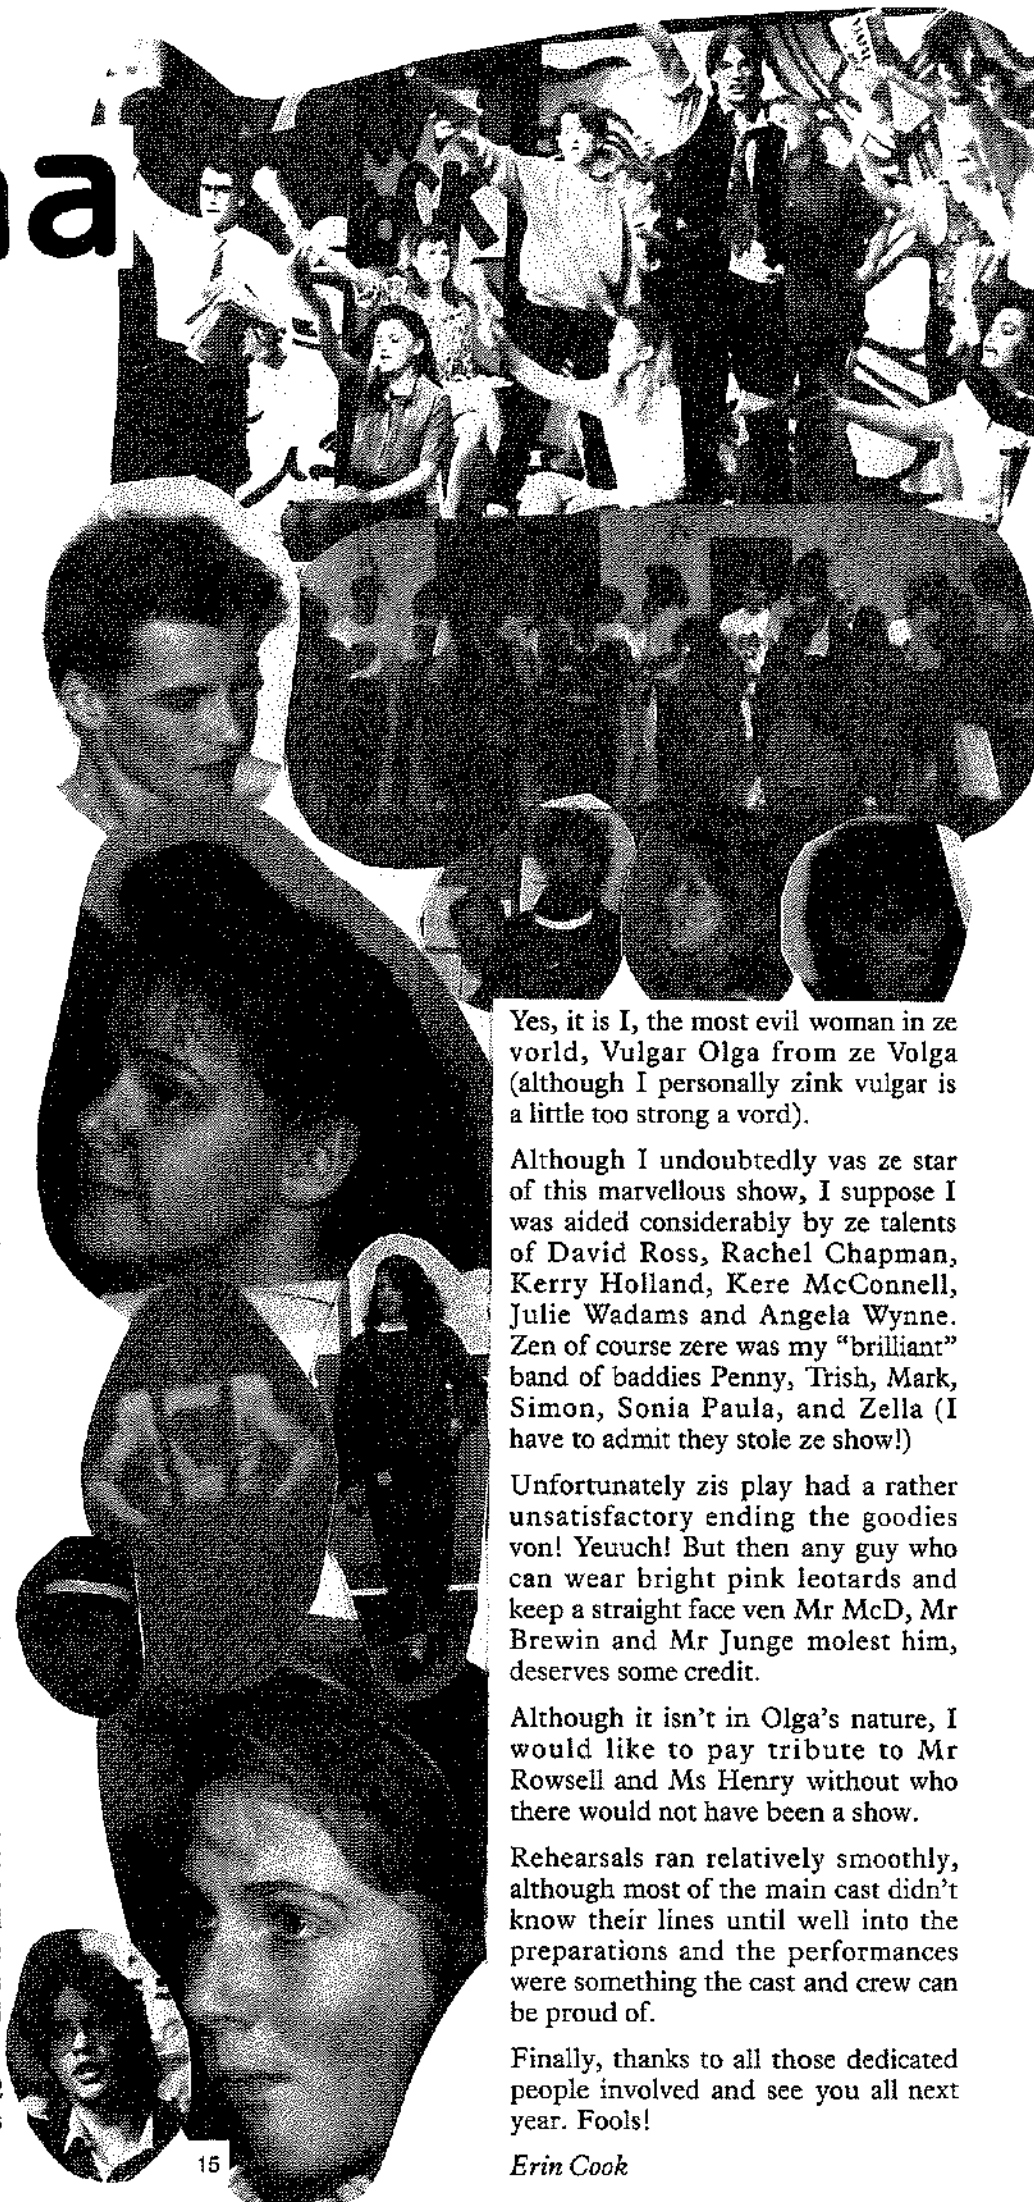 a
Yes, it is I, the most evil woman in ze
vorld, Vulgar Olga from ze Volga
(although I personally zink vulgar is
a little too strong a vord).
Although I undoubtedly vas ze star
of this marvellous show, I suppose I
was aided considerably by ze talents
of David Ross, Rachel Chapman,
Kerry Holland, Kere McConnell,
Julie Wadams and Angela Wynne.
Zen of course zere was my “brilliant”
band of baddies Penny, Trish, Mark,
Simon, Sonia Paula, and Zella (I
have to admit they stole ze show!)
Unfortunately zis play had a rather
unsatisfactory ending the goodies
von! Yeuuch! But then any guy who
can wear bright pink leotards and
keep a straight face ven Mr McD, Mr
Brewin and Mr Junge molest him,
deserves some credit.
Although it isn’t in Olga’s nature, I
would like to pay tribute to Mr
Rowsell and Ms Henry without who
there would not have been a show.
Rehearsals ran relatively smoothly,
although most of the main cast didn’t
know their lines until well into the
preparations and the performances
were something the cast and crew can
be proud of.
Finally, thanks to all those dedicated
people involved and see you all next
year. Fools!
Erin Cook
15